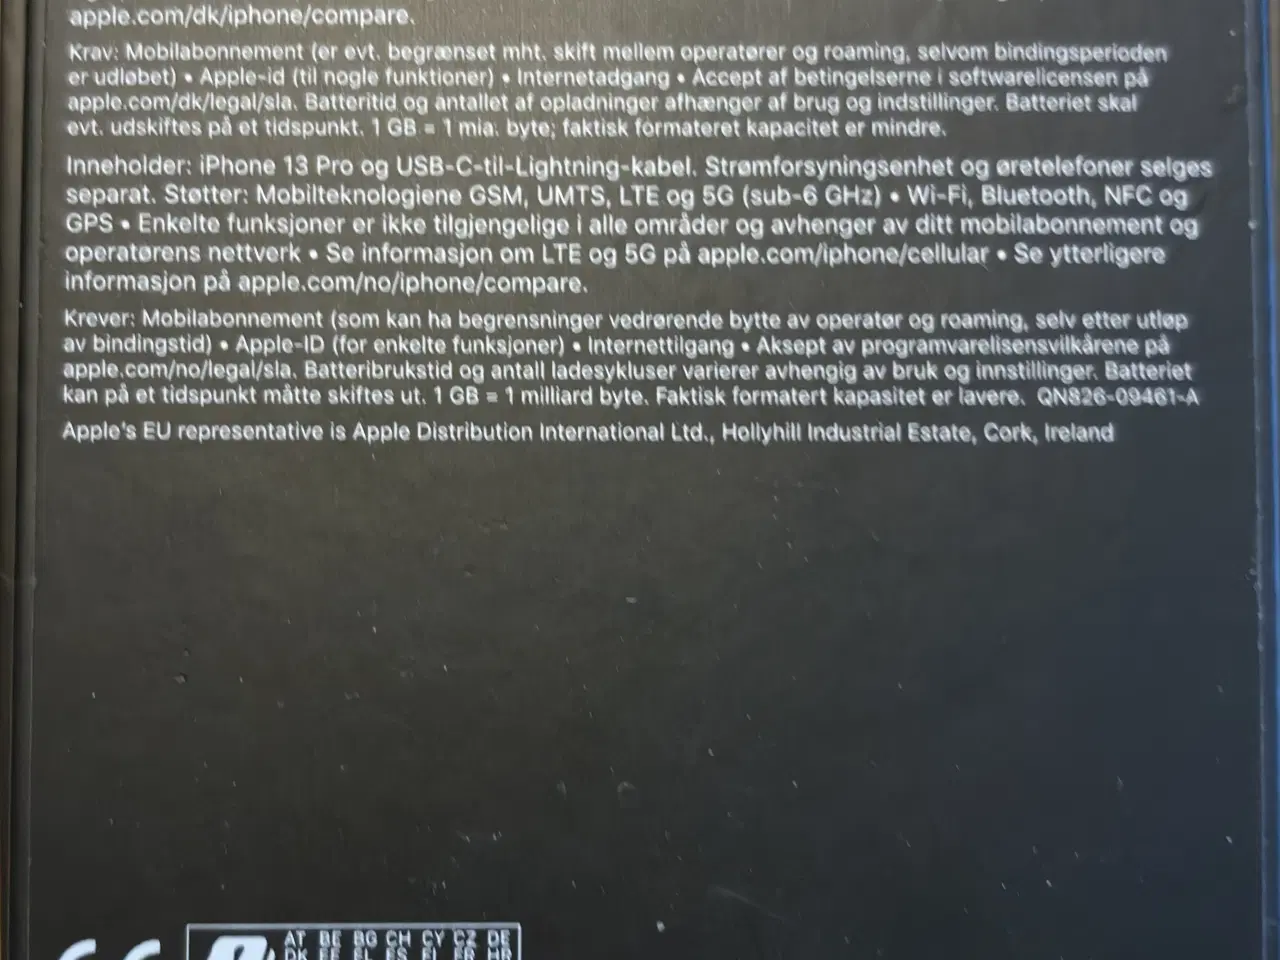 apple.com/dk/iphone/compare.
Krav: Mobilabonnement (er evt. begrænset mht. skift mellem operatører og roaming, selvom bindingsperioden
er udløbet) • Apple-id (til nogle funktioner) • Internetadgang • Accept af betingelserne i softwarelicensen på
apple.com/dk/legal/sla. Batteritid og antallet af opladninger afhænger af brug og indstillinger. Batteriet skal
evt. udskiftes på et tidspunkt. 1 GB = 1 mia. byte; faktisk formateret kapacitet er mindre.
Inneholder: iPhone 13 Pro og USB-C-til-Lightning-kabel. Strømforsyningsenhet og øretelefoner selges
separat. Støtter: Mobilteknologiene GSM, UMTS, LTE og 5G (sub-6 GHz) • Wi-Fi, Bluetooth, NFC og
GPS • Enkelte funksjoner er ikke tilgjengelige i alle områder og avhenger av ditt mobilabonnement og
operatørens nettverk • Se informasjon om LTE og 5G på apple.com/iphone/cellular • Se ytterligere
informasjon på apple.com/no/iphone/compare.
Krever: Mobilabonnement (som kan ha begrensninger vedrørende bytte av operatør og roaming, selv etter utløp
av bindingstid) • Apple-ID (for enkelte funksjoner) • Internettilgang • Aksept av programvarelisensvilkårene på
apple.com/no/legal/sla. Batteribrukstid og antall ladesykluser varierer avhengig av bruk og innstillinger. Batteriet
kan på et tidspunkt måtte skiftes ut. 1 GB = 1 milliard byte. Faktisk formatert kapasitet er lavere. QN826-09461-A
Apple's EU representative is Apple Distribution International Ltd., Hollyhill Industrial Estate, Cork, Ireland
AT BE BG CH CY CZ DE
DK EE EL ES FI FR HR